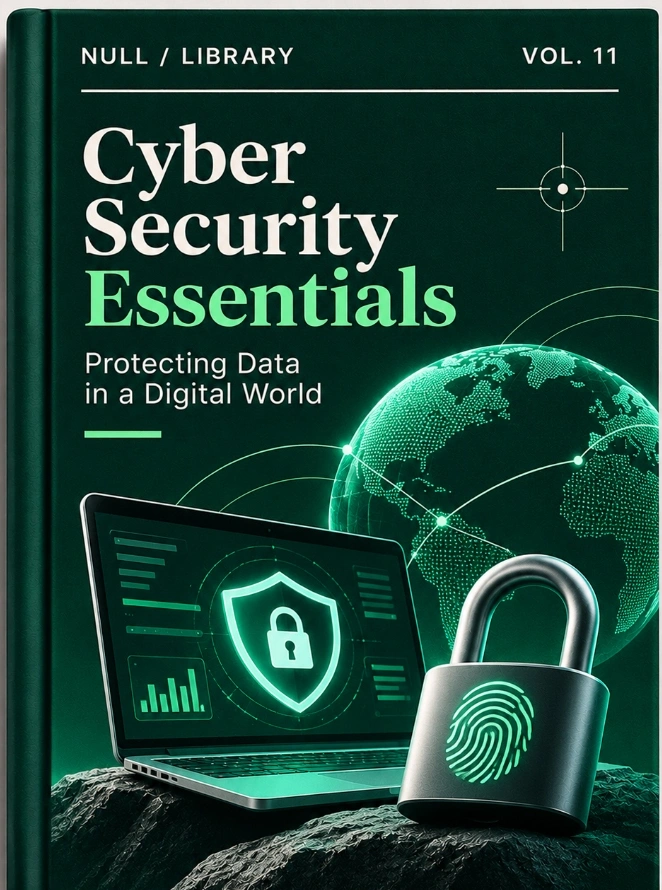 NULL / LIBRARY VOL. 11
Cyber
Security
Essentials
Protecting Data
in a Digital World